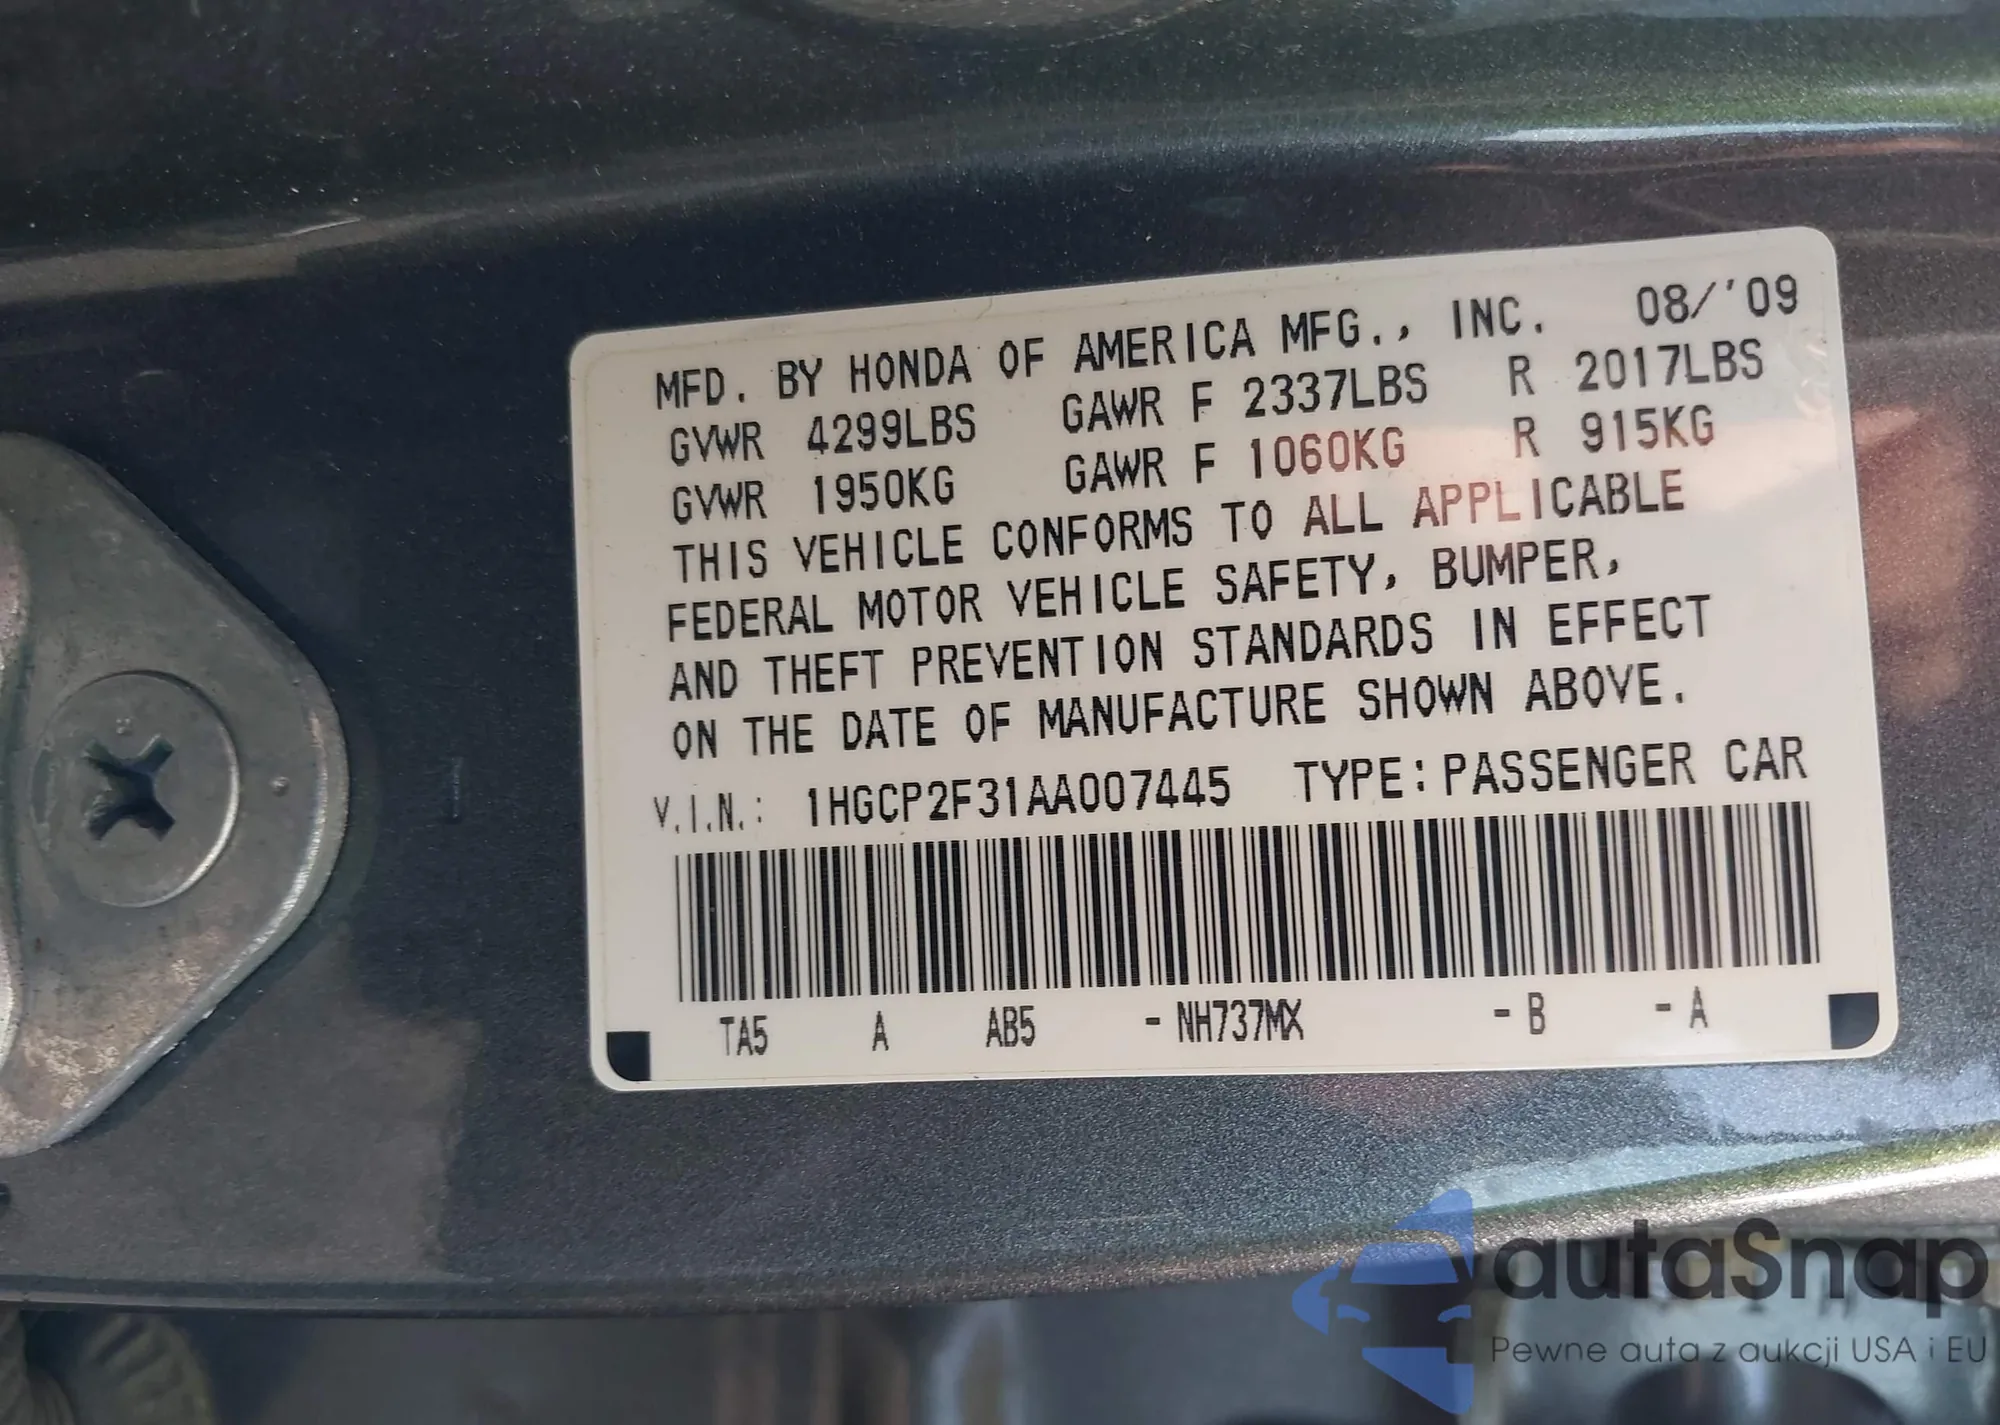 MFD. BY HONDA OF AMERICA MFG., INC. 08/'09
GVWR 4299LBS GAWR F 2337LBS R 2017LBS
GVWR 1950KG GAWR F 1060KG R 915KG
THIS VEHICLE CONFORMS TO ALL APPLICABLE
FEDERAL MOTOR VEHICLE SAFETY, BUMPER,
AND THEFT PREVENTION STANDARDS IN EFFECT
ON THE DATE OF MANUFACTURE SHOWN ABOVE.
V.I.N.: 1HGCP2F31AA007445 TYPE: PASSENGER CAR
TA5 A AB5 - NH737MX - B - A
autaSnap
Pewne auta z aukcji USA i EU